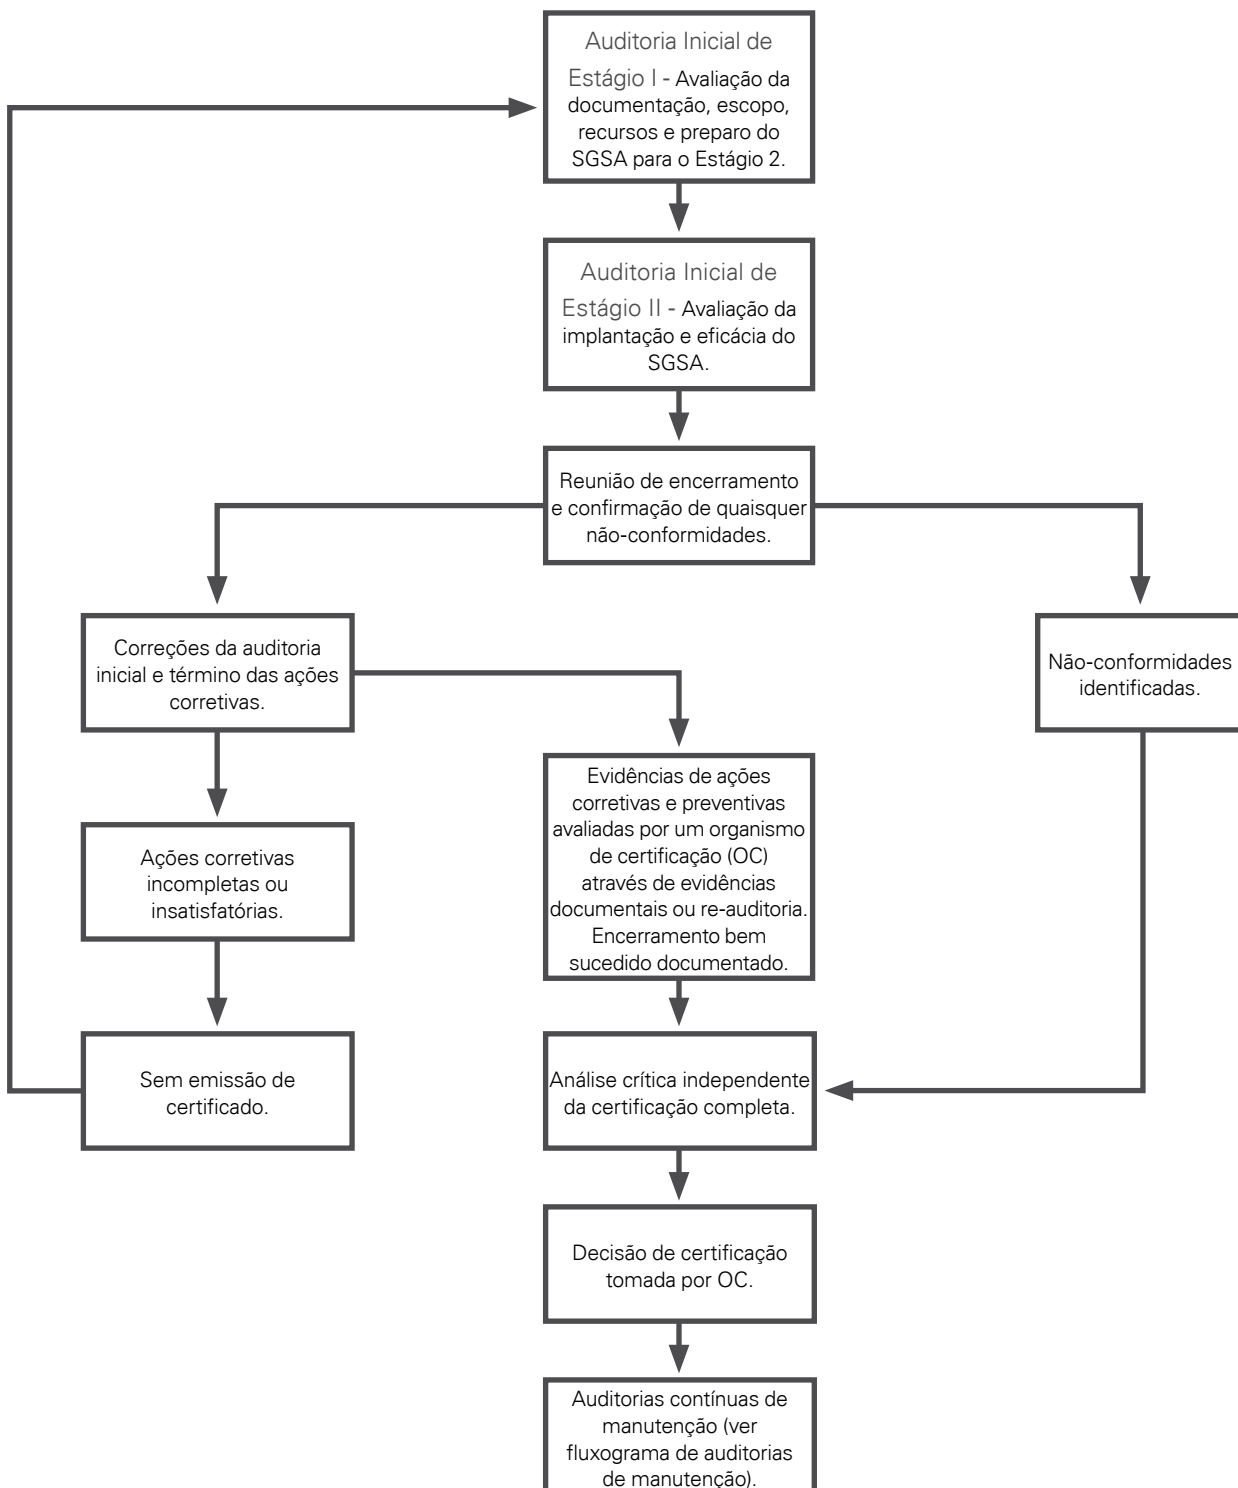 Auditoria Inicial de
Estágio I - Avaliação da
documentação, escopo,
recursos e preparo do
SGSA para o Estágio 2.
Auditoria Inicial de
Estágio II - Avaliação da
implantação e eficácia do
SGSA.
Reunião de encerramento
e confirmação de quaisquer
não-conformidades.
Correções da auditoria
inicial e término das ações
corretivas.
Não-conformidades
identificadas.
Evidências de ações
corretivas e preventivas
avaliadas por um organismo
de certificação (OC)
através de evidências
documentais ou re-auditoria.
Encerramento bem
sucedido documentado.
Ações corretivas
incompletas ou
insatisfatórias.
Sem emissão de
certificado.
Análise crítica independente
da certificação completa.
Decisão de certificação
tomada por OC.
Auditorias contínuas de
manutenção (ver
fluxograma de auditorias
de manutenção).